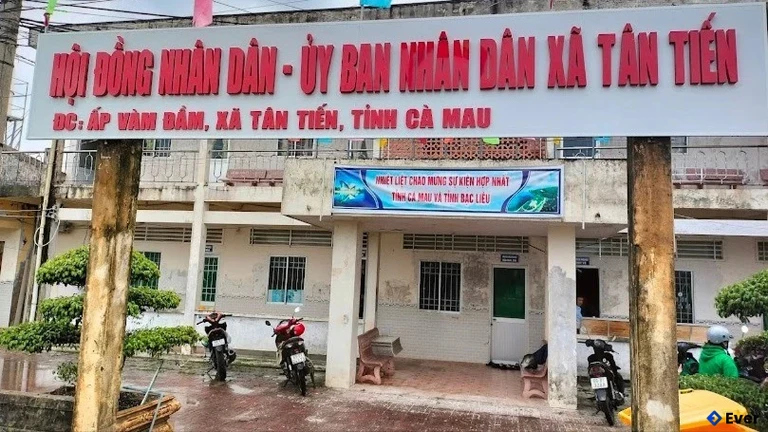 HỘI ĐỒNG NHÂN DÂN - ỦY BAN NHÂN DÂN XÃ TÂN TIẾN
ĐC: ẤP VÀM ĐẦM, XÃ TÂN TIẾN, TỈNH CÀ MAU
NHIỆT LIỆT CHÀO MỪNG SỰ KIỆN HỢP NHẤT
TỈNH CÀ MAU VÀ TỈNH BẠC LIÊU
Ever